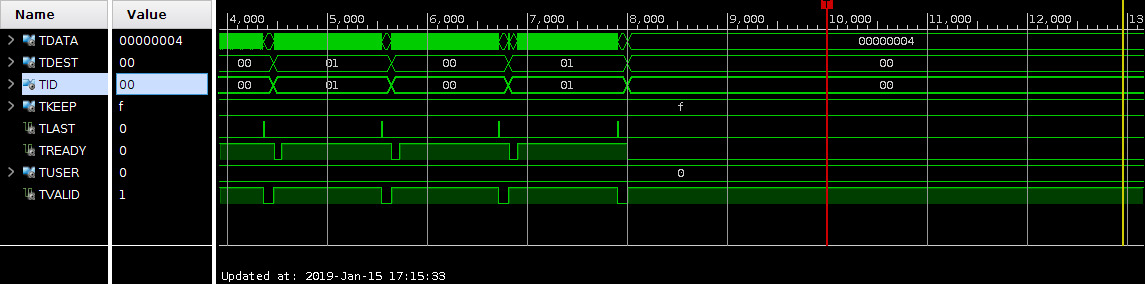 Name Value 4,000 5,000 6,000 7,000 8,000 9,000 10,000 11,000 12,000 13
TDATA 00000004 00000004
TDEST 00 00 01 00 01 00
TID 00 00 01 00 01 00
TKEEP f f
TLAST 0
TREADY 0
TUSER 0 0
TVALID 1
Updated at: 2019-Jan-15 17:15:33